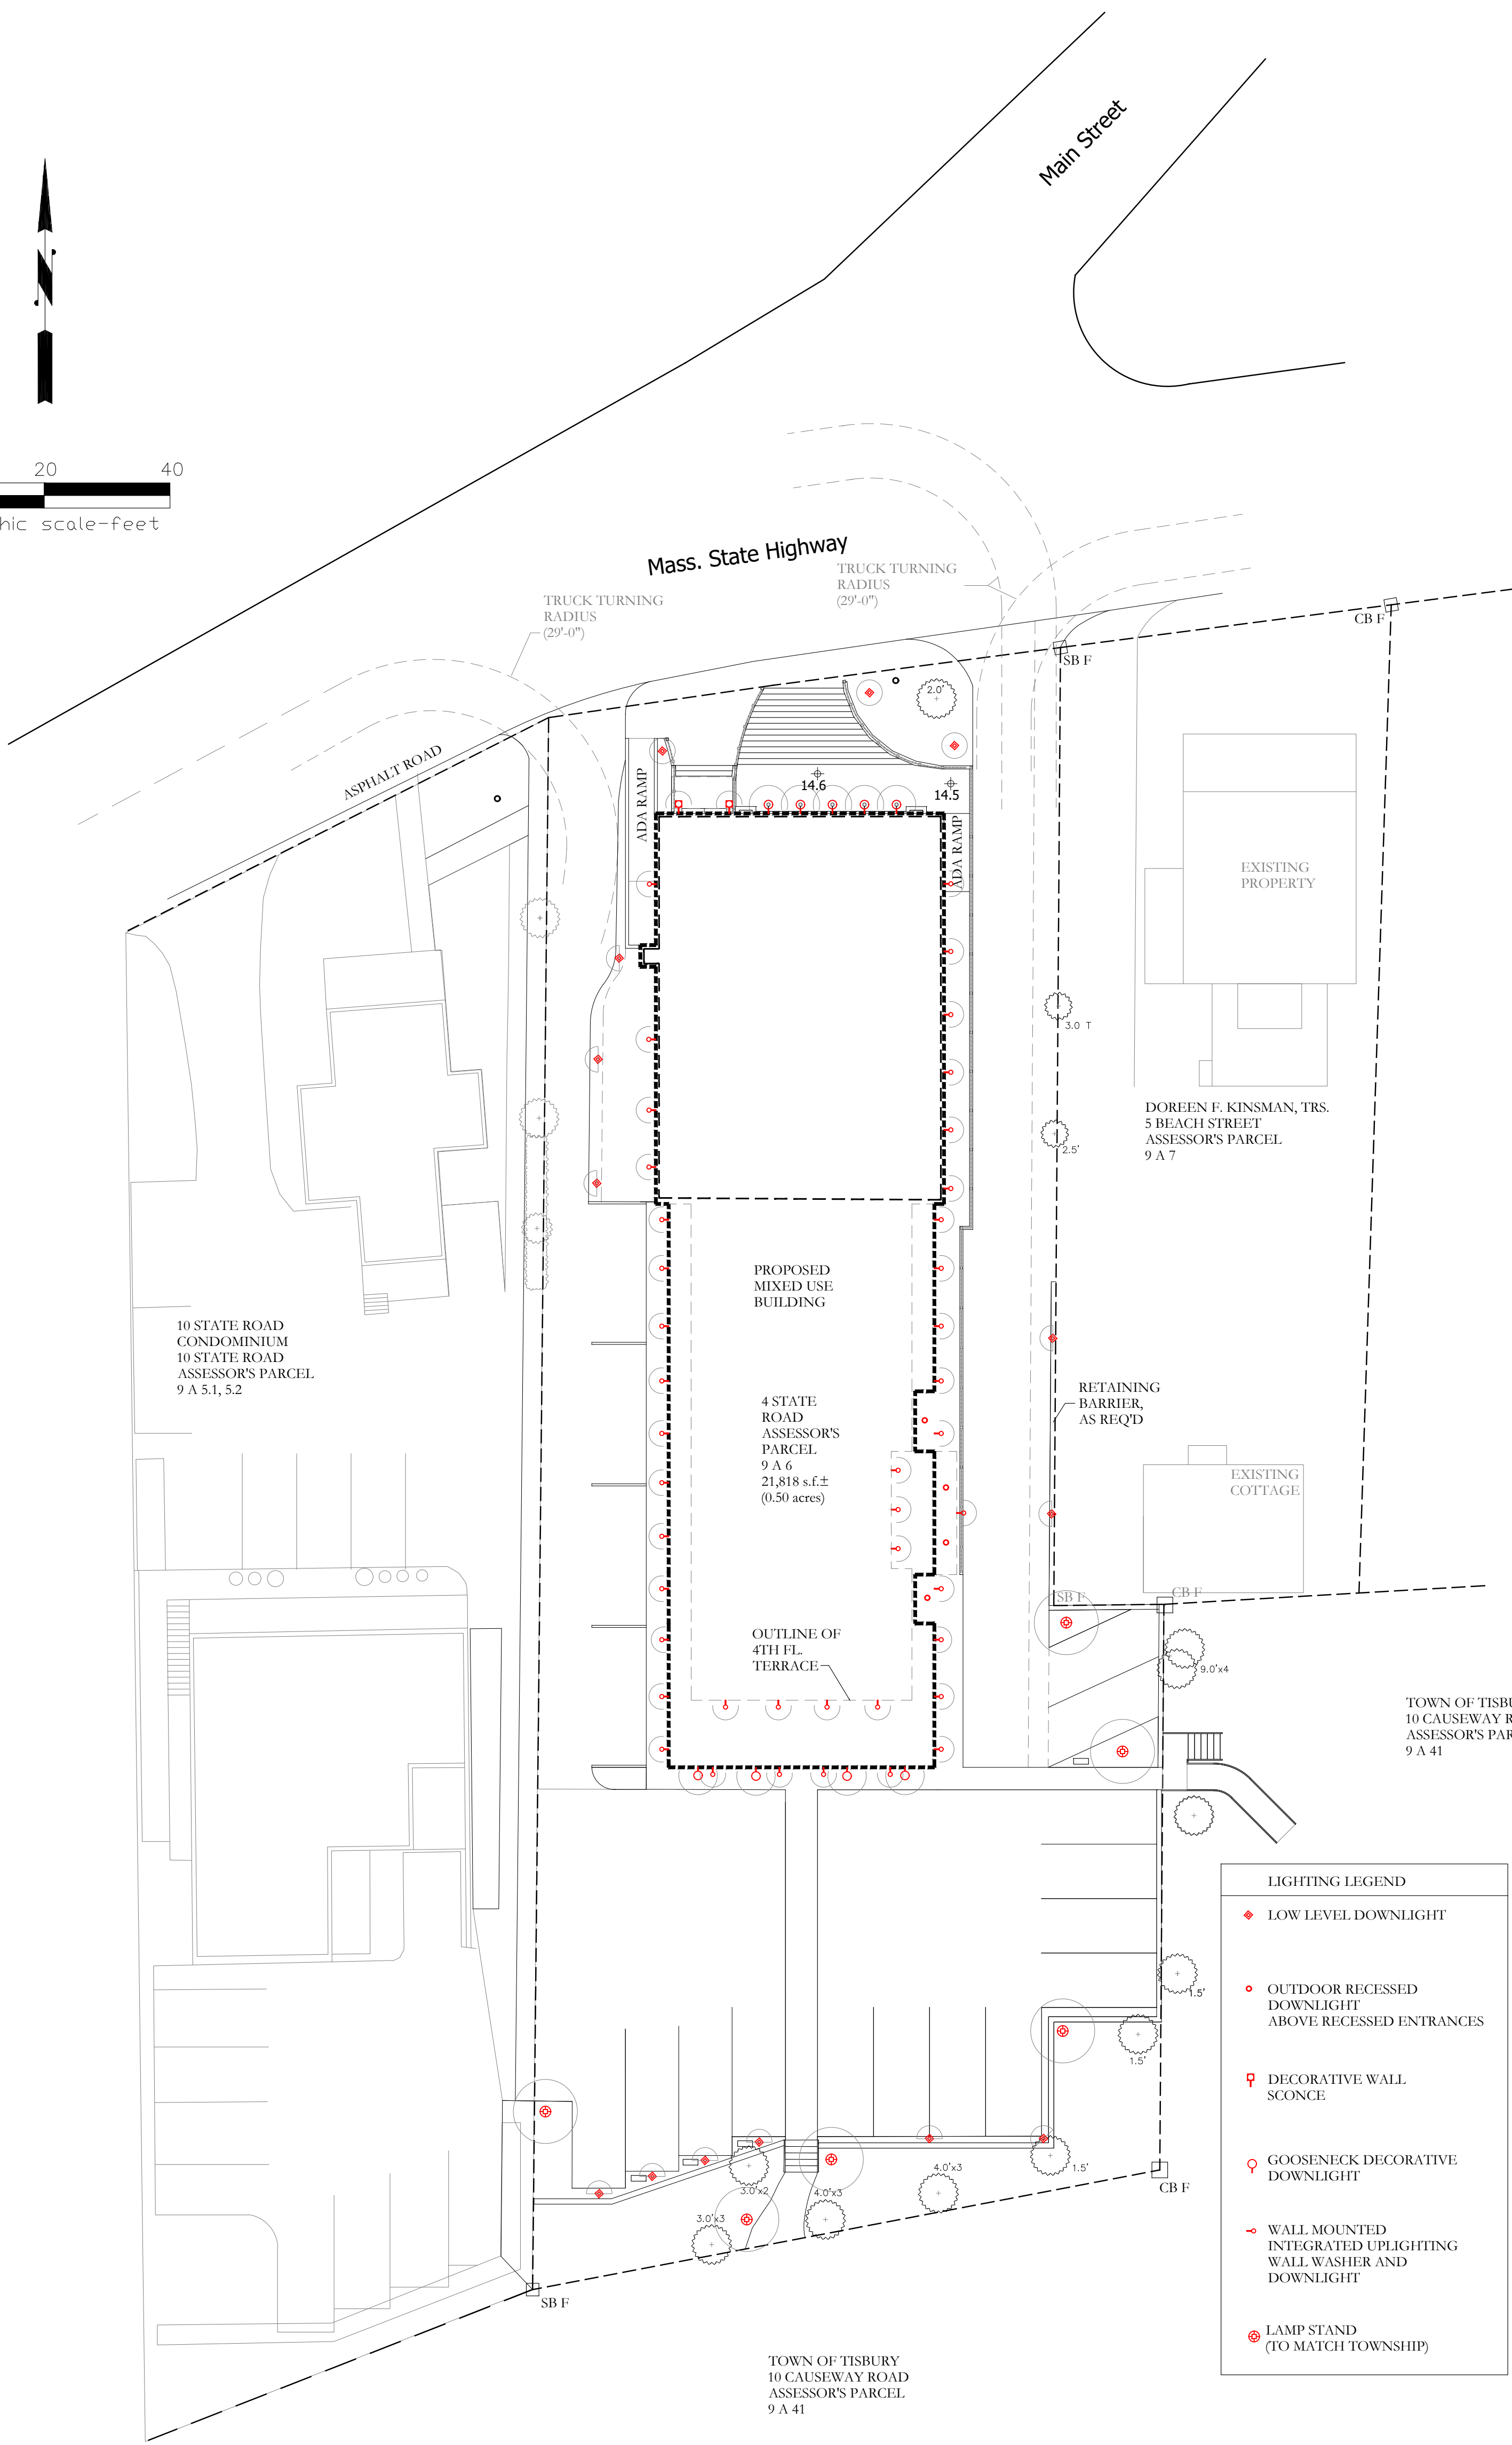 Main Street
N
20 40
hic scale-feet
Mass. State Highway
TRUCK TURNING
RADIUS
(29'-0")
TRUCK TURNING
RADIUS
(29'-0")
CB F
SB F
2.0'
ASPHALT ROAD
ADA RAMP
14.6
14.5
ADA RAMP
EXISTING
PROPERTY
3.0 T
2.5'
DOREEN F. KINSMAN, TRS.
5 BEACH STREET
ASSESSOR'S PARCEL
9 A 7
PROPOSED
MIXED USE
BUILDING
10 STATE ROAD
CONDOMINIUM
10 STATE ROAD
ASSESSOR'S PARCEL
9 A 5.1, 5.2
4 STATE
ROAD
ASSESSOR'S
PARCEL
9 A 6
21,818 s.f.±
(0.50 acres)
RETAINING
BARRIER,
AS REQ'D
EXISTING
COTTAGE
SB F
CB F
OUTLINE OF
4TH FL.
TERRACE
9.0'x4
TOWN OF TISBU
10 CAUSEWAY R
ASSESSOR'S PAR
9 A 41
1.5'
1.5'
1.5'
4.0'x3
3.0'x2
4.0'x3
3.0'x3
CB F
SB F
LIGHTING LEGEND
LOW LEVEL DOWNLIGHT
OUTDOOR RECESSED
DOWNLIGHT
ABOVE RECESSED ENTRANCES
DECORATIVE WALL
SCONCE
GOOSENECK DECORATIVE
DOWNLIGHT
WALL MOUNTED
INTEGRATED UPLIGHTING
WALL WASHER AND
DOWNLIGHT
LAMP STAND
(TO MATCH TOWNSHIP)
TOWN OF TISBURY
10 CAUSEWAY ROAD
ASSESSOR'S PARCEL
9 A 41